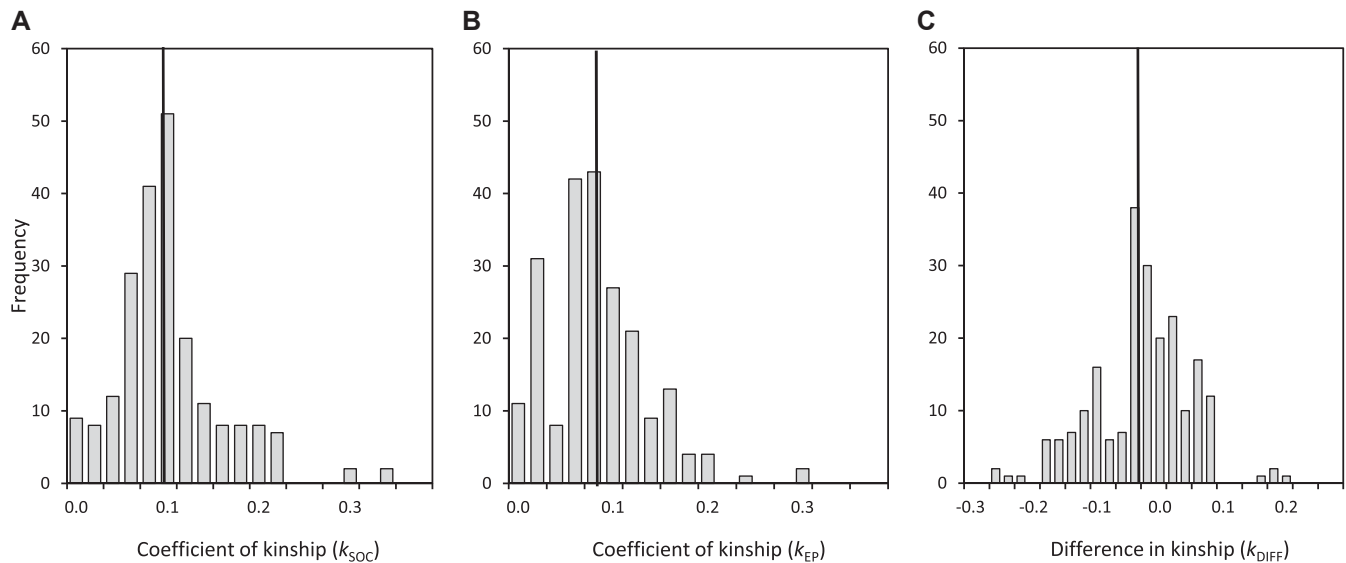 A
B
C
Frequency
60
50
40
30
20
10
0
0.0 0.1 0.2 0.3
Coefficient of kinship (kSOC)
60
50
40
30
20
10
0
0.0 0.1 0.2 0.3
Coefficient of kinship (kEP)
60
50
40
30
20
10
0
-0.3 -0.2 -0.1 0.0 0.1 0.2
Difference in kinship (kDIFF)